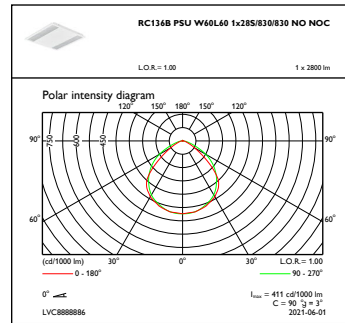 RC136B PSU W60L60 1x28S/830/830 NO NOC
L.O.R.= 1.00 1 x 2800 lm
Polar intensity diagram
120° 150° 180° 150° 120°
90° 750 600 450 90°
60° 60°
(cd/1000 lm) 30° 0° 30° L.O.R.= 1.00
0 - 180° 90 - 270°
0° Imax = 411 cd/1000 lm
C = 90 °g = 3°
LVC8888886 2021-06-01